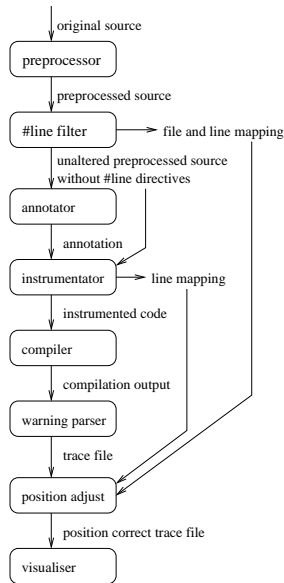 original source
preprocessor
preprocessed source
#line filter
file and line mapping
unaltered preprocessed source
without #line directives
annotator
annotation
instrumentator
line mapping
instrumented code
compiler
compilation output
warning parser
trace file
position adjust
position correct trace file
visualiser